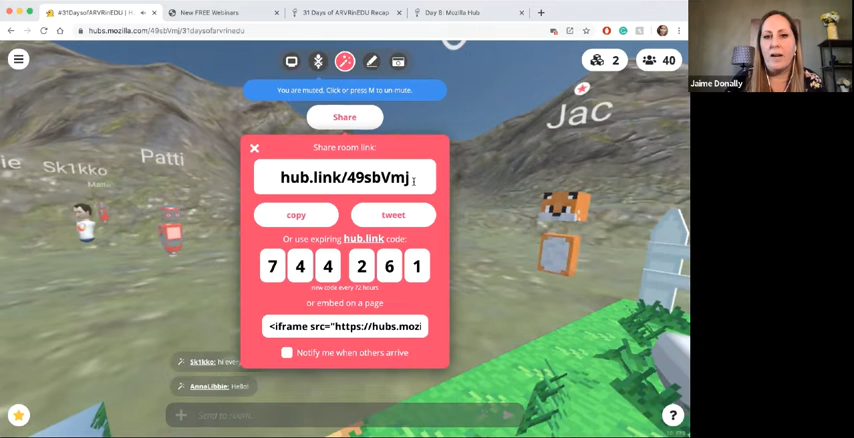 #31DaysofARVRinEDU | H
New FREE Webinars
31 Days of ARVRinEDU Recap
Day 8: Mozilla Hub
hubs.mozilla.com/49sbVmj/31daysofarvrinedu
2
40
Jaime Donally
You are muted. Click or press M to un-mute.
Share
Jac
Share room link:
hub.link/49sbVmj
Sk1kko
Patti
copy
tweet
Or use expiring hub.link code:
7 4 4 2 6 1
new code every 72 hours
or embed on a page
<iframe src="https://hubs.mozi
Notify me when others arrive
Sk1kko: hi ever
AnnaLibbie: Hello!
Send to room...
?